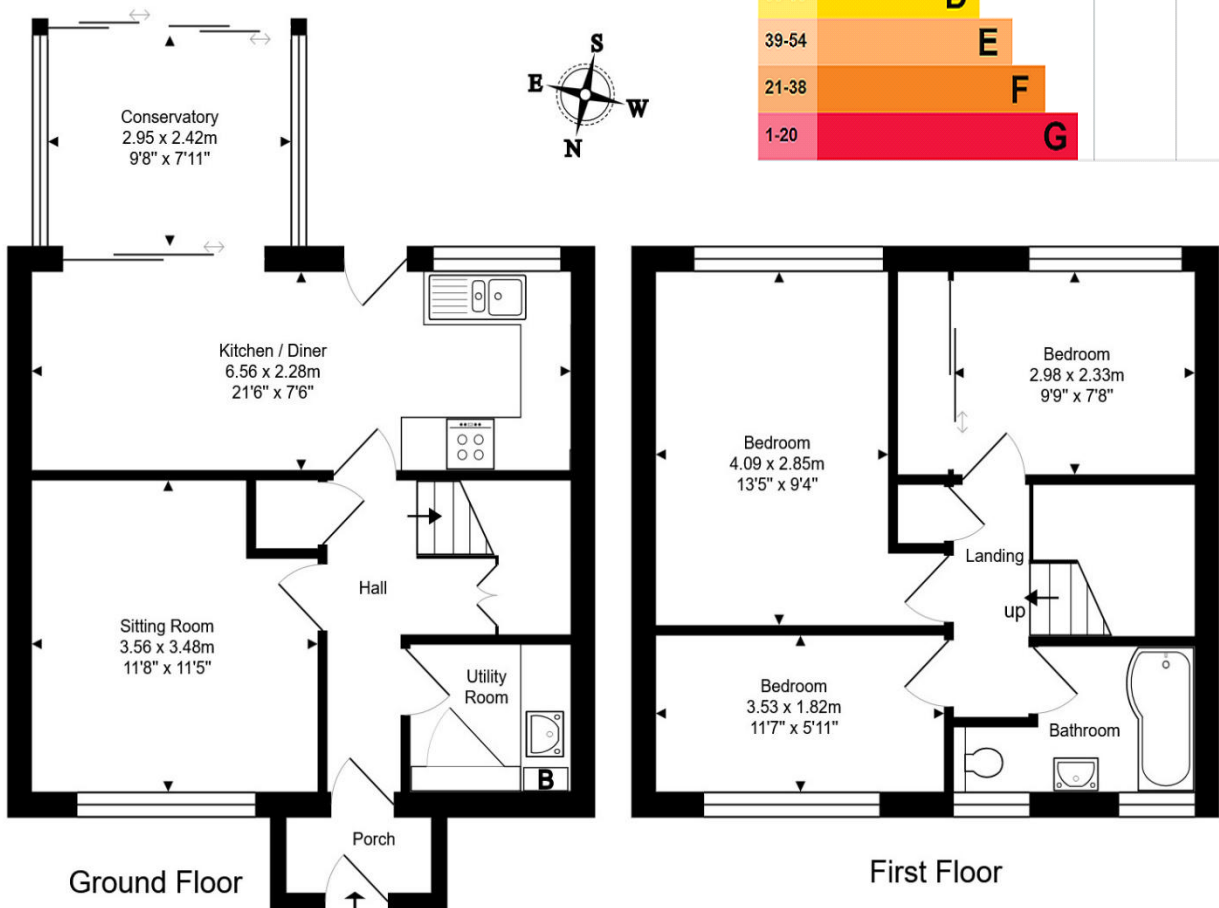 D
39-54 E
21-38 F
1-20 G
S
E
W
N
Conservatory
2.95 x 2.42m
9'8" x 7'11"
Kitchen / Diner
6.56 x 2.28m
21'6" x 7'6"
Hall
Sitting Room
3.56 x 3.48m
11'8" x 11'5"
Utility
Room
B
Porch
Ground Floor
Bedroom
2.98 x 2.33m
9'9" x 7'8"
Bedroom
4.09 x 2.85m
13'5" x 9'4"
Landing
up
Bedroom
3.53 x 1.82m
11'7" x 5'11"
Bathroom
First Floor